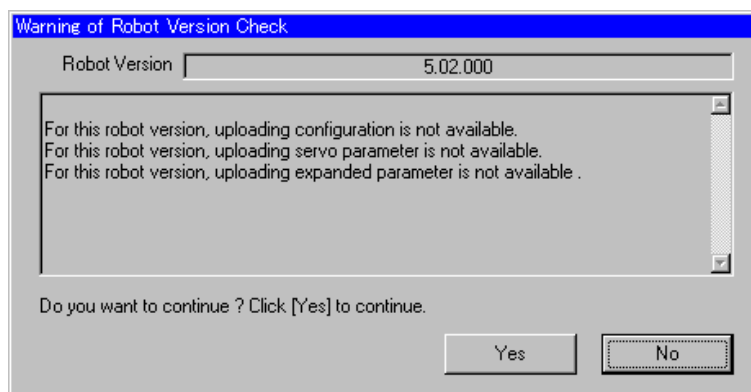 Warning of Robot Version Check
Robot Version 5.02.000
For this robot version, uploading configuration is not available.
For this robot version, uploading servo parameter is not available.
For this robot version, uploading expanded parameter is not available .
Do you want to continue ? Click [Yes] to continue.
Yes No